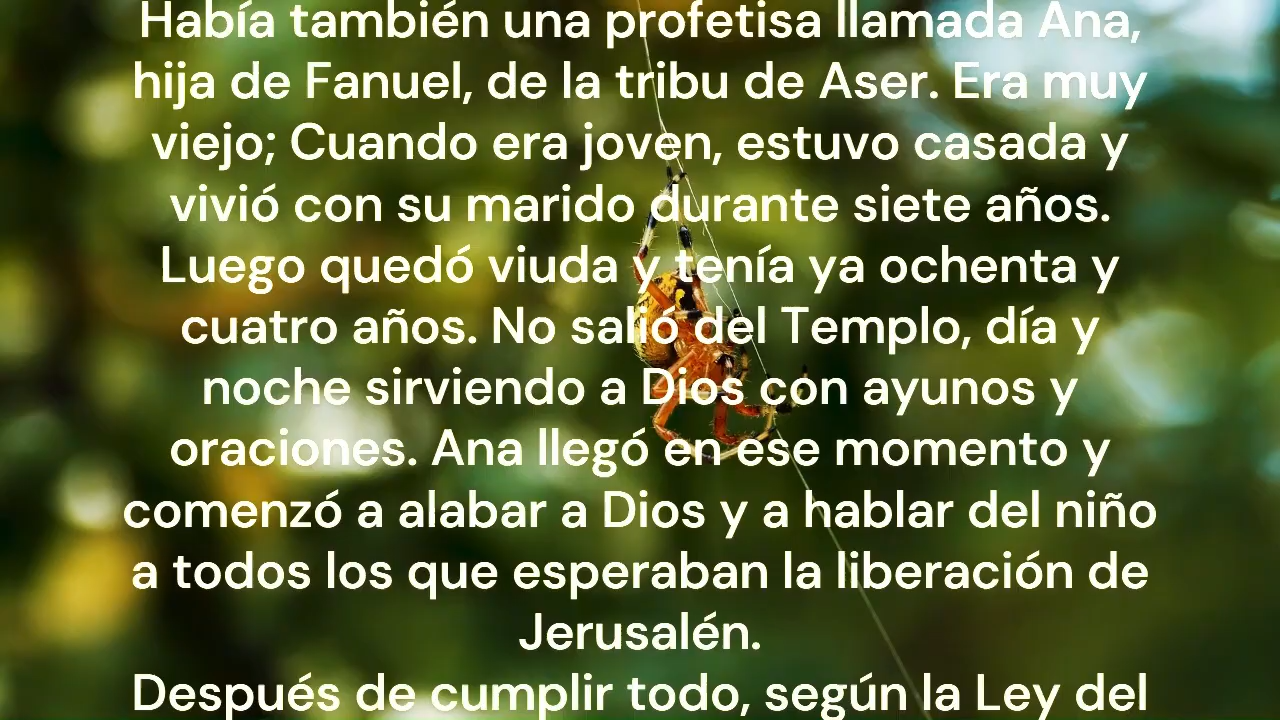 Había también una profetisa llamada Ana,
hija de Fanuel, de la tribu de Aser. Era muy
viejo; Cuando era joven, estuvo casada y
vivió con su marido durante siete años.
Luego quedó viuda y tenía ya ochenta y
cuatro años. No salió del Templo, día y
noche sirviendo a Dios con ayunos y
oraciones. Ana llegó en ese momento y
comenzó a alabar a Dios y a hablar del niño
a todos los que esperaban la liberación de
Jerusalén.
Después de cumplir todo, según la Ley del